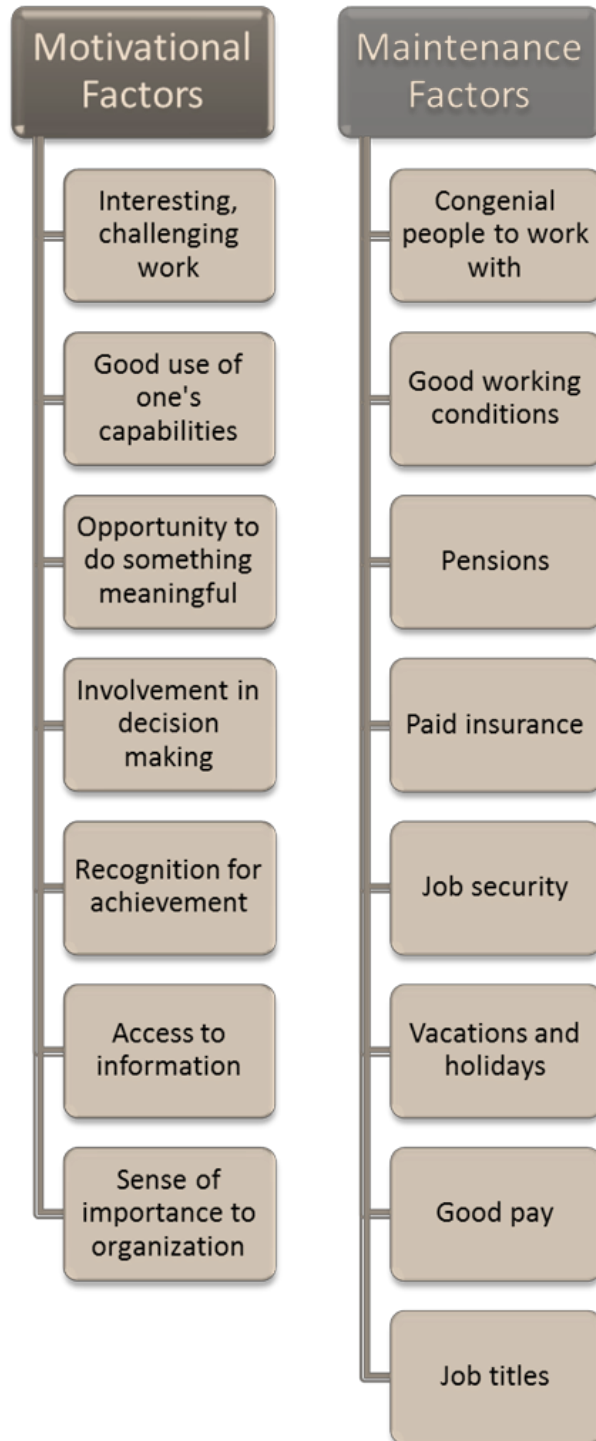 Motivational
Factors
Interesting,
challenging
work
Good use of
one's
capabilities
Opportunity to
do something
meaningful
Involvement in
decision
making
Recognition for
achievement
Access to
information
Sense of
importance to
organization
Maintenance
Factors
Congenial
people to work
with
Good working
conditions
Pensions
Paid insurance
Job security
Vacations and
holidays
Good pay
Job titles